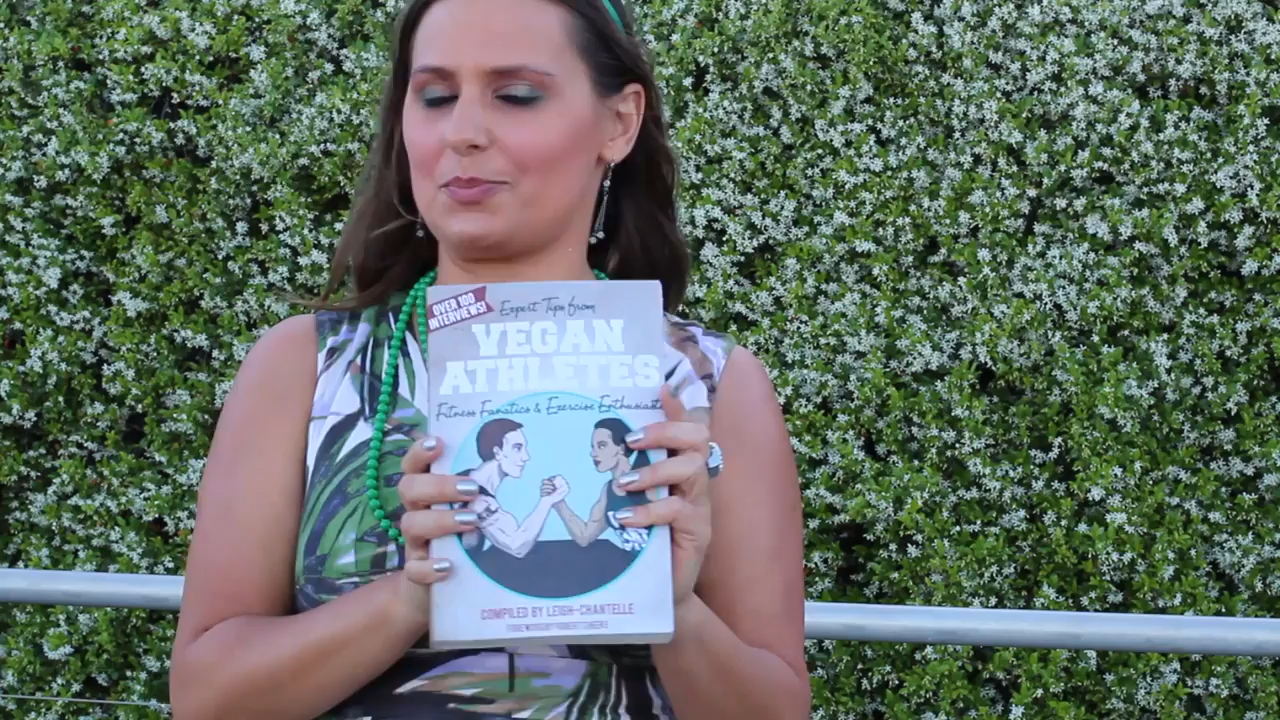 OVER 100
INTERVIEWS!
Expert Tips from
VEGAN
ATHLETES
Fitness Fanatics & Exercise Enthusiasts
COMPILED BY LEIGH-CHANTELLE